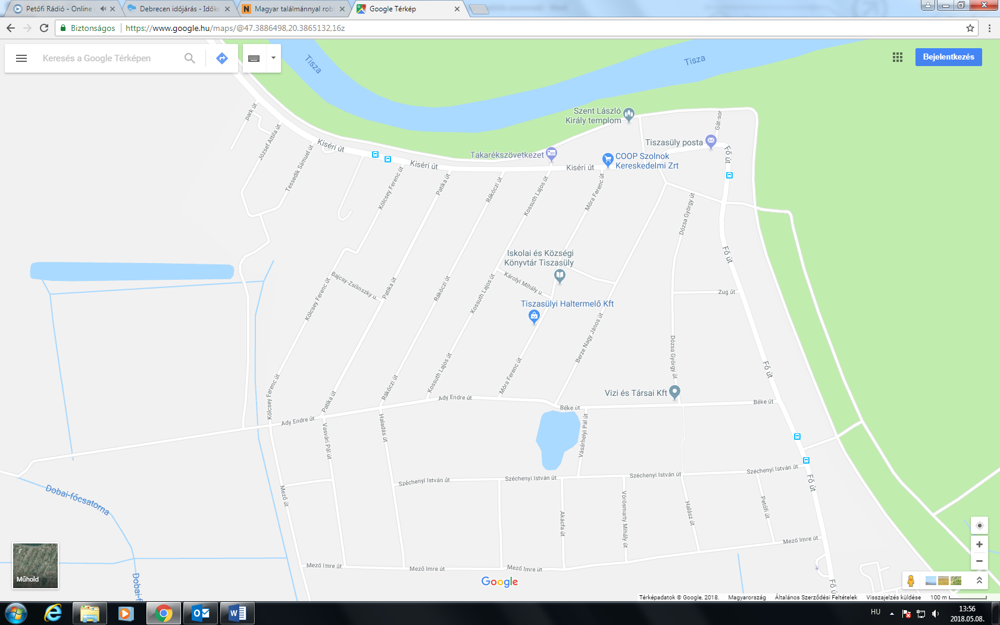 Petőfi Rádió - Online
Debrecen időjárás - Időké
Magyar találmánnyal robb
Google Térkép
Biztonságos
https://www.google.hu/maps/@47.3886498,20.3865132,16z
Keresés a Google Térképen
Bejelentkezés
Tisza
Tisza
Szent László
Király templom
Gát-sor
park út
József Attila út
Tessedik Sámuel út
Kiséri út
Kiséri út
Kiséri út
Takarékszövetkezet
Tiszasüly posta
COOP Szolnok
Kereskedelmi Zrt
Fő út
Kölcsey Ferenc út
Patika út
Rákóczi út
Kossuth Lajos út
Móra Ferenc út
Dózsa György út
Fő út
Iskolai és Községi
Könyvtár Tiszasüly
Bajcsy-Zsilinszky u.
Károlyi Mihály u.
Kölcsey Ferenc út
Patika út
Rákóczi út
Kossuth Lajos út
Zug út
Tiszasülyi Haltermelő Kft
Berze Nagy János út
Dózsa György út
Fő út
Kölcsey Ferenc út
Patika út
Rákóczi út
Kossuth Lajos út
Móra Ferenc út
Vizi és Társai Kft
Ady Endre út
Ady Endre út
Béke út
Béke út
Vasvári Pál út
Haladás út
Vásárhelyi Pál út
Széchenyi István út
Széchenyi István út
Széchenyi István út
Széchenyi István út
Fő út
Dobai-főcsatorna
Mező út
Akácfa út
Vörösmarty Mihály út
Halász út
Petőfi út
Mező Imre út
Mező Imre út
Mező Imre út
Mező Imre út
Dobai-f
Fő ú
Műhold
Google
Térképadatok © Google, 2018.
Magyarország
Általános Szerződési Feltételek
Visszajelzés küldése
100 m
HU
13:56
2018.05.08.